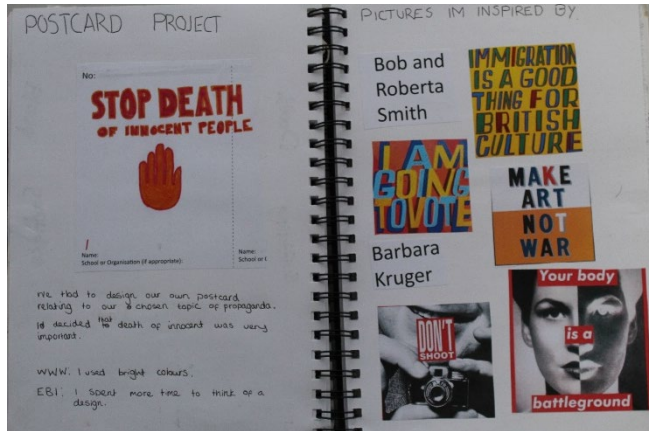 POSTCARD PROJECT
No:
STOP DEATH
OF INNOCENT PEOPLE
Name:
School or Organisation (if appropriate):
Name:
School or
We Had to design our own postcard
relating to our chosen topic of propaganda.
I decided that death of innocent was very
important.
WWW: I used bright colours.
EBI: I spent more time to think of a
design.
PICTURES IM INSPIRED BY
Bob and
Roberta
Smith
IMMIGRATION
IS A GOOD
THING FOR
BRITISH
CULTURE
I AM
GOING
TO VOTE
MAKE
ART
NOT
WAR
Barbara
Kruger
DON'T
SHOOT
Your body
is a
battleground